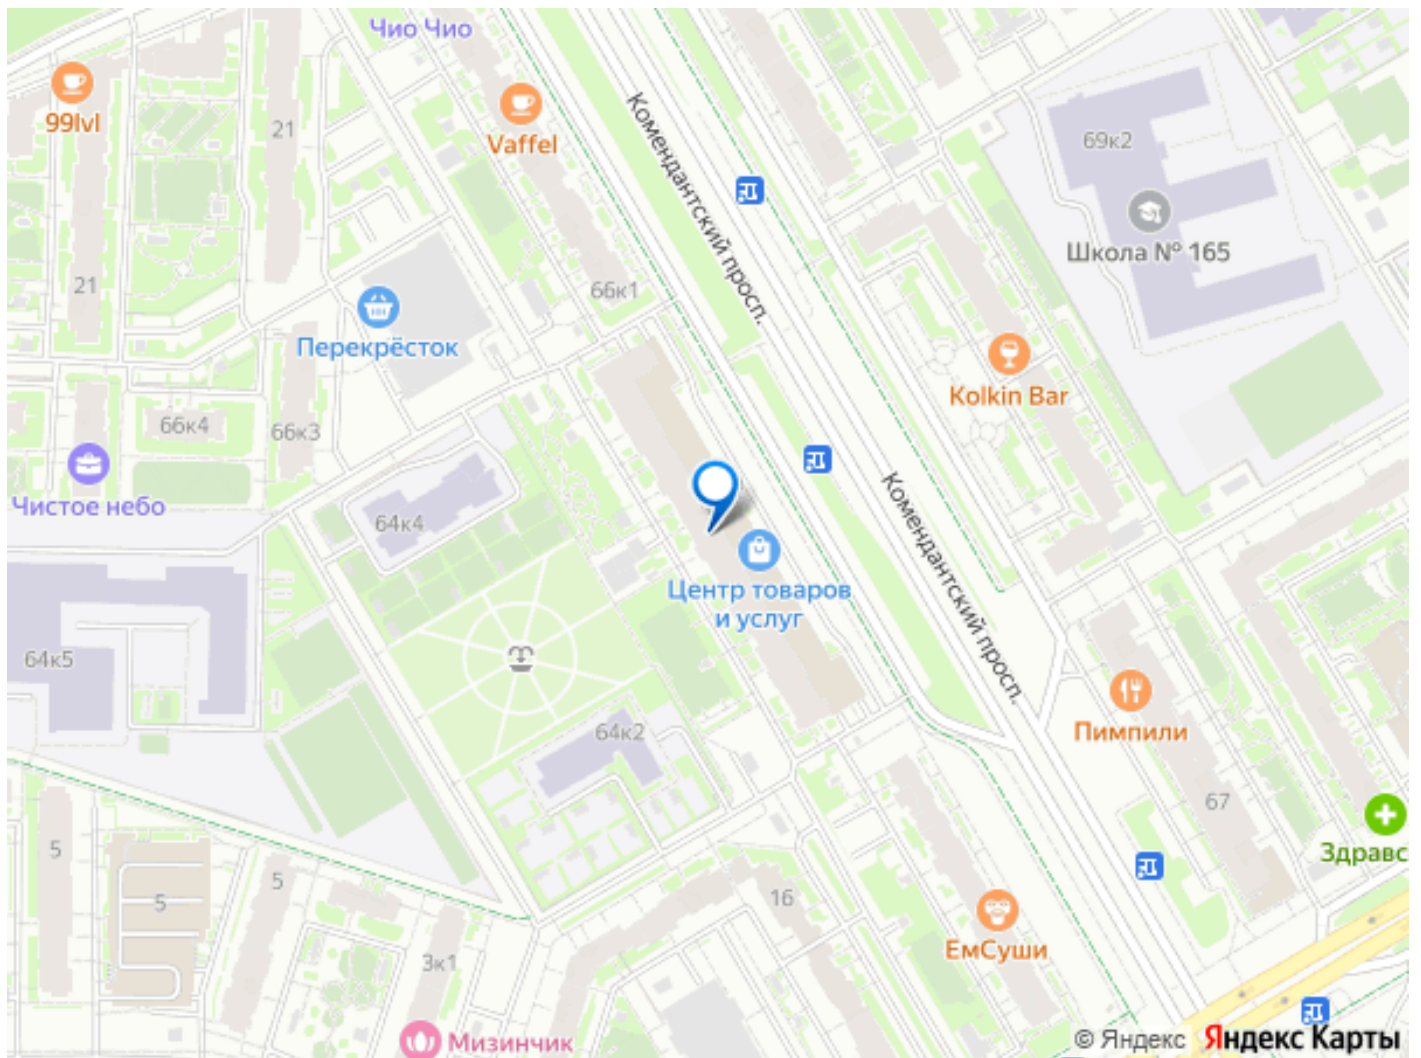 Чио Чио
99lvl
21
Vaffel
Комендантский просп.
69к2
Школа № 165
21
66к1
Перекрёсток
Kolkin Bar
66к4
66к3
Чистое небо
64к4
Комендантский просп.
Центр товаров
и услуг
64к5
64к2
Пимпили
67
Здравс
5
5
5
16
ЕмСуши
3к1
Мизинчик
© Яндекс Яндекс Карты